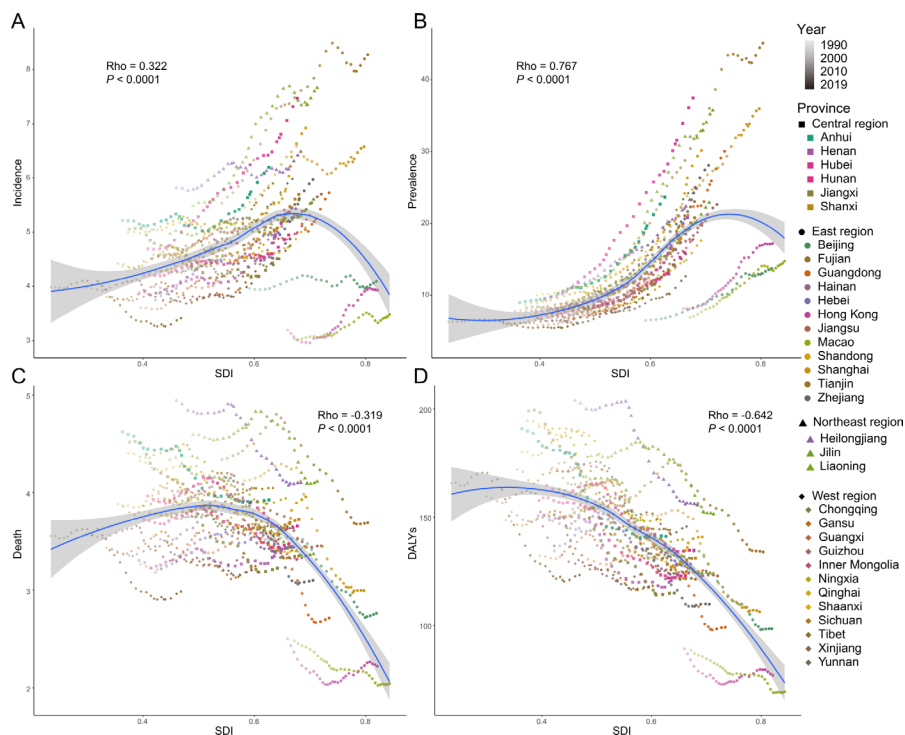 A
Rho = 0.322
P < 0.0001
8
7
6
5
4
3
Incidence
0.4
0.6
0.8
SDI
B
Rho = 0.767
P < 0.0001
40
30
20
10
Prevalence
0.4
0.6
0.8
SDI
C
Rho = -0.319
P < 0.0001
5
4
3
2
Death
0.4
0.6
0.8
SDI
D
Rho = -0.642
P < 0.0001
200
150
100
DALYs
0.4
0.6
0.8
SDI
Year
1990
2000
2010
2019
Province
Central region
Anhui
Henan
Hubei
Hunan
Jiangxi
Shanxi
East region
Beijing
Fujian
Guangdong
Hainan
Hebei
Hong Kong
Jiangsu
Macao
Shandong
Shanghai
Tianjin
Zhejiang
Northeast region
Heilongjiang
Jilin
Liaoning
West region
Chongqing
Gansu
Guangxi
Guizhou
Inner Mongolia
Ningxia
Qinghai
Shaanxi
Sichuan
Tibet
Xinjiang
Yunnan